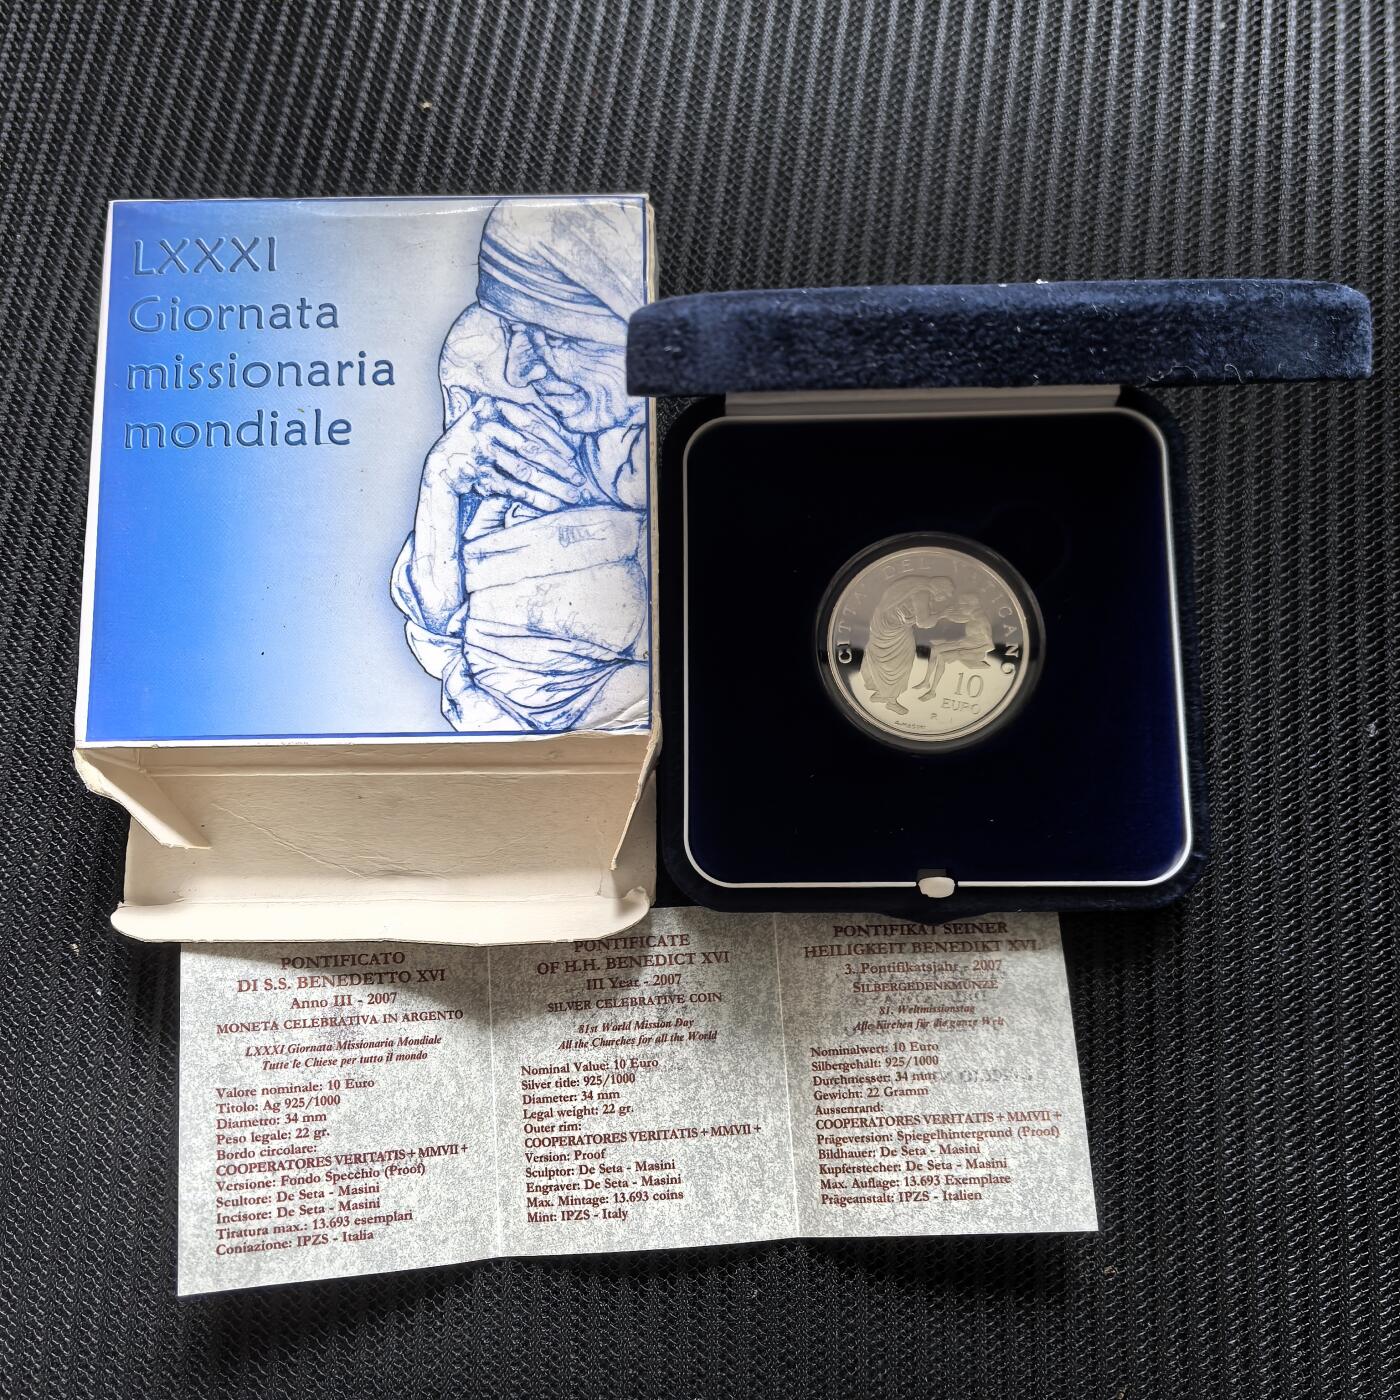 LXXXI
Giornata
missionaria
mondiale
CITTA' DEL VATICANO
10
EURO
R
PONTIFICATO
DI S.S. BENEDETTO XVI
Anno III - 2007
MONETA CELEBRATIVA IN ARGENTO
LXXXI Giornata Missionaria Mondiale
Tutte le Chiese per tutto il mondo
Valore nominale: 10 Euro
Titolo: Ag 925/1000
Diametro: 34 mm
Peso legale: 22 gr.
Bordo circolare:
COOPERATORES VERITATIS + MMVII +
Versione: Fondo Specchio (Proof)
Scultore: De Seta - Masini
Incisore: De Seta - Masini
Tiratura max.: 13.693 esemplari
Coniazione: IPZS - Italia
PONTIFICATE
OF H.H. BENEDICT XVI
III Year - 2007
SILVER CELEBRATIVE COIN
81st World Mission Day
All the Churches for all the World
Nominal Value: 10 Euro
Silver title: 925/1000
Diameter: 34 mm
Legal weight: 22 gr.
Outer rim:
COOPERATORES VERITATIS + MMVII +
Version: Proof
Sculptor: De Seta - Masini
Engraver: De Seta - Masini
Max. Mintage: 13.693 coins
Mint: IPZS - Italy
PONTIFIKAT SEINER
HEILIGKEIT BENEDIKT XVI.
3. Pontifikatsjahr - 2007
SILBERGEDENKMÜNZE
81. Weltmissionstag
Alle Kirchen für die ganze Welt
Nominalwert: 10 Euro
Silbergehalt: 925/1000
Durchmesser: 34 mm
Gewicht: 22 Gramm
Aussenrand:
COOPERATORES VERITATIS + MMVII +
Prägeversion: Spiegelhintergrund (Proof)
Bildhauer: De Seta - Masini
Kupferstecher: De Seta - Masini
Max. Auflage: 13.693 Exemplare
Prägeanstalt: IPZS - Italien